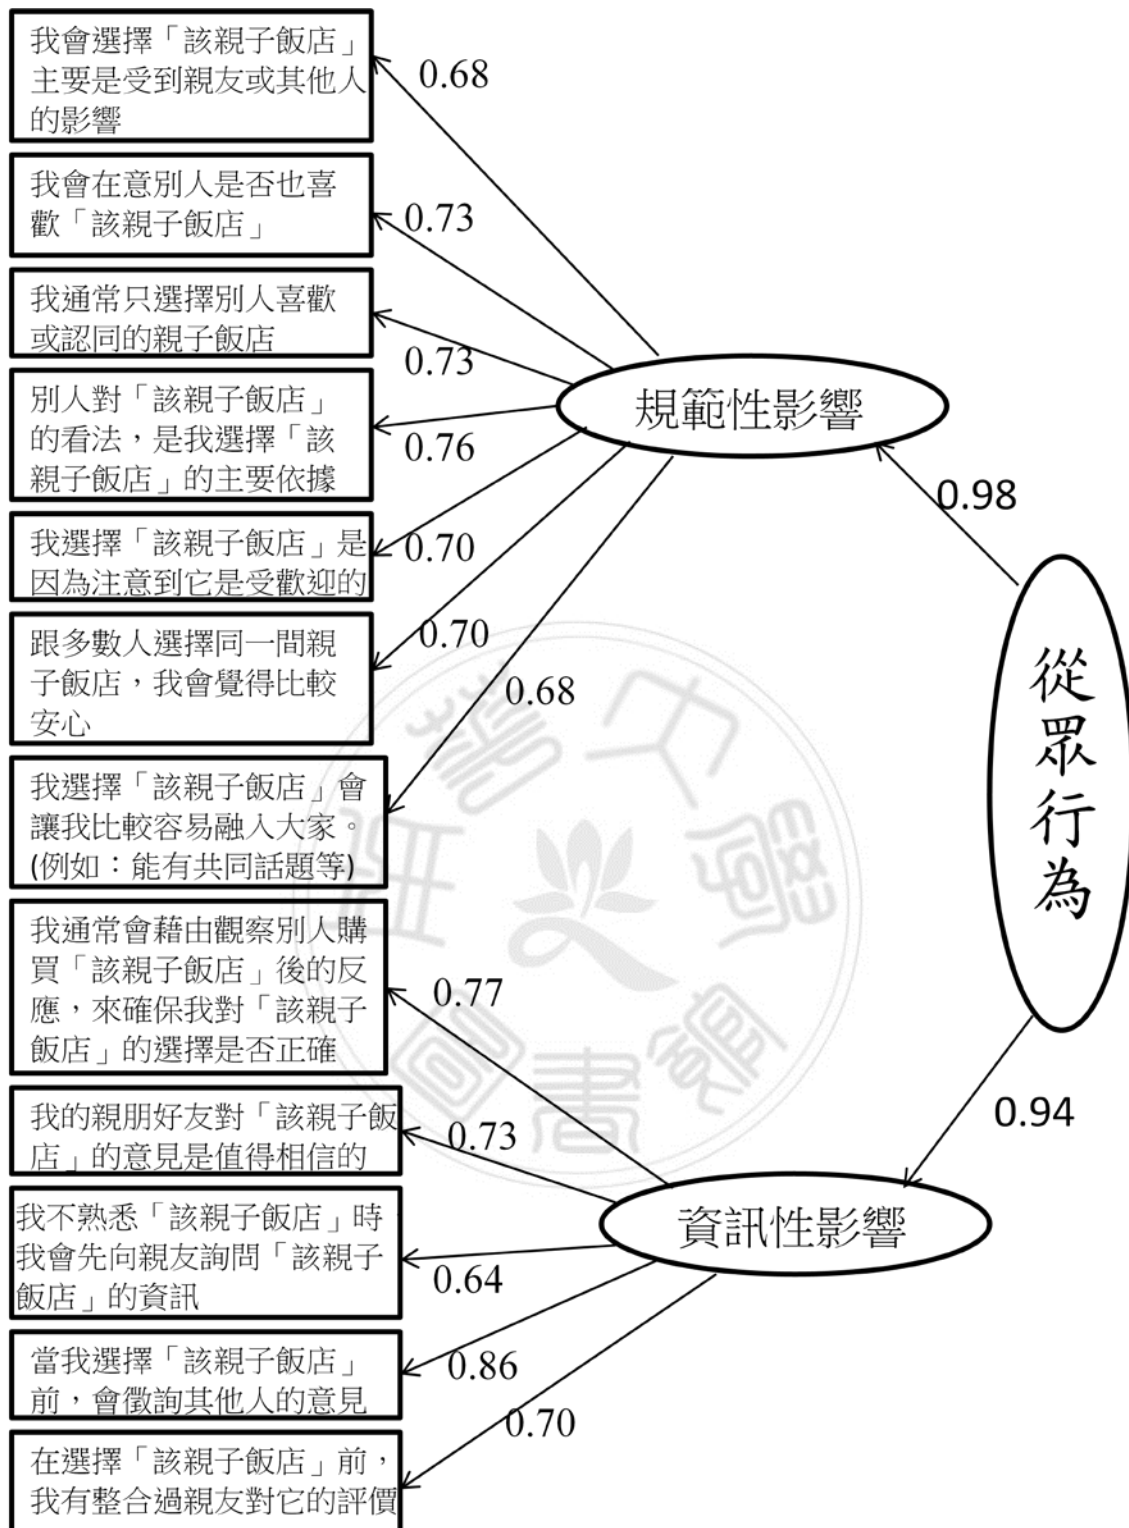 我會選擇「該親子飯店」
主要是受到親友或其他人
的影響
0.68
我會在意別人是否也喜
歡「該親子飯店」
0.73
我通常只選擇別人喜歡
或認同的親子飯店
0.73
別人對「該親子飯店」
的看法，是我選擇「該
親子飯店」的主要依據
0.76
我選擇「該親子飯店」是
因為注意到它是受歡迎的
0.70
跟多數人選擇同一間親
子飯店，我會覺得比較
安心
0.70
我選擇「該親子飯店」會
讓我比較容易融入大家。
(例如：能有共同話題等)
0.68
規範性影響
0.98
從眾行為
我通常會藉由觀察別人購
買「該親子飯店」後的反
應，來確保我對「該親子
飯店」的選擇是否正確
0.77
我的親朋好友對「該親子飯
店」的意見是值得相信的
0.73
我不熟悉「該親子飯店」時
我會先向親友詢問「該親子
飯店」的資訊
0.64
當我選擇「該親子飯店」
前，會徵詢其他人的意見
0.86
在選擇「該親子飯店」前，
我有整合過親友對它的評價
0.70
資訊性影響
0.94